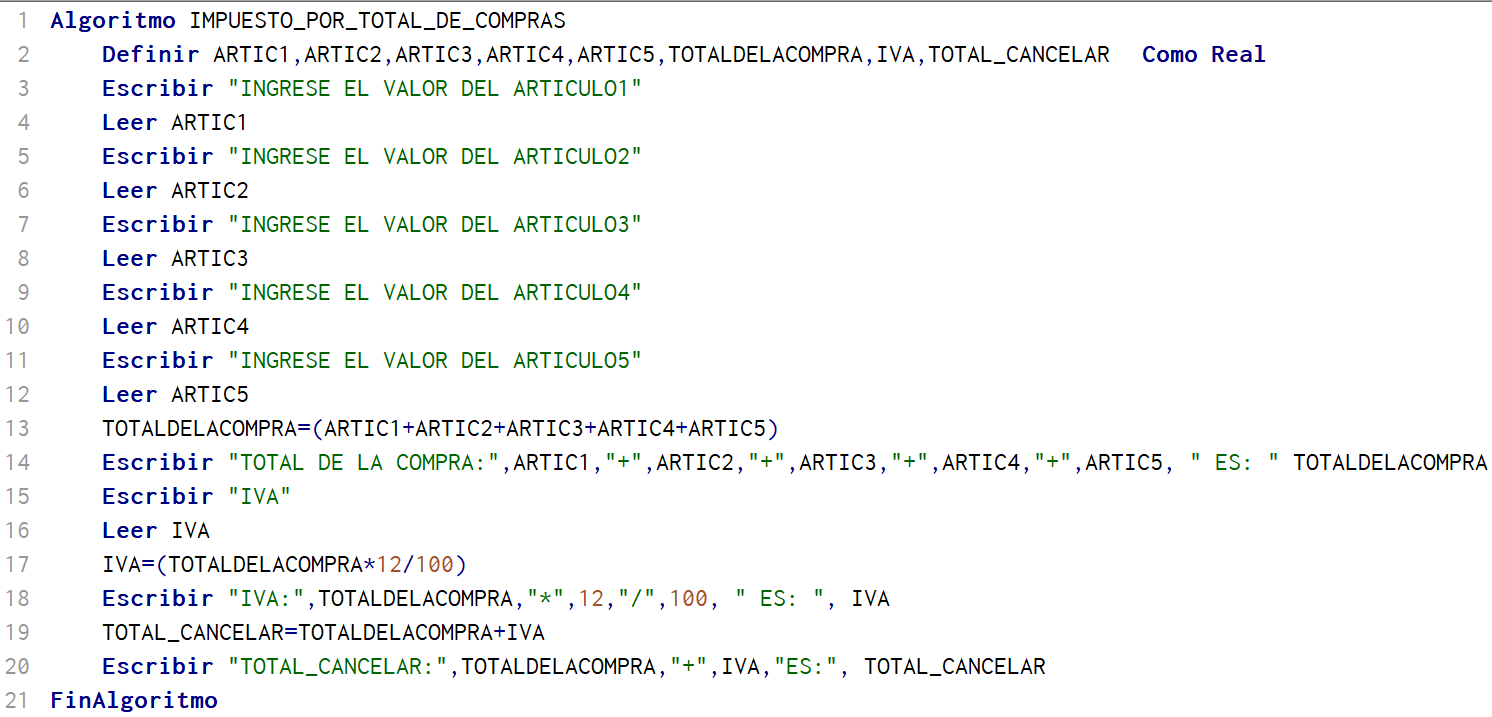 1 Algoritmo IMPUESTO_POR_TOTAL_DE_COMPRAS
2 Definir ARTIC1,ARTIC2,ARTIC3,ARTIC4,ARTIC5,TOTALDELACOMPRA,IVA,TOTAL_CANCELAR Como Real
3 Escribir "INGRESE EL VALOR DEL ARTICULO1"
4 Leer ARTIC1
5 Escribir "INGRESE EL VALOR DEL ARTICULO2"
6 Leer ARTIC2
7 Escribir "INGRESE EL VALOR DEL ARTICULO3"
8 Leer ARTIC3
9 Escribir "INGRESE EL VALOR DEL ARTICULO4"
10 Leer ARTIC4
11 Escribir "INGRESE EL VALOR DEL ARTICULO5"
12 Leer ARTIC5
13 TOTALDELACOMPRA=(ARTIC1+ARTIC2+ARTIC3+ARTIC4+ARTIC5)
14 Escribir "TOTAL DE LA COMPRA:",ARTIC1,"+",ARTIC2,"+",ARTIC3,"+",ARTIC4,"+",ARTIC5, " ES: " TOTALDELACOMPRA
15 Escribir "IVA"
16 Leer IVA
17 IVA=(TOTALDELACOMPRA*12/100)
18 Escribir "IVA:",TOTALDELACOMPRA,"*",12,"/",100, " ES: ", IVA
19 TOTAL_CANCELAR=TOTALDELACOMPRA+IVA
20 Escribir "TOTAL_CANCELAR:",TOTALDELACOMPRA,"+",IVA,"ES:", TOTAL_CANCELAR
21 FinAlgoritmo